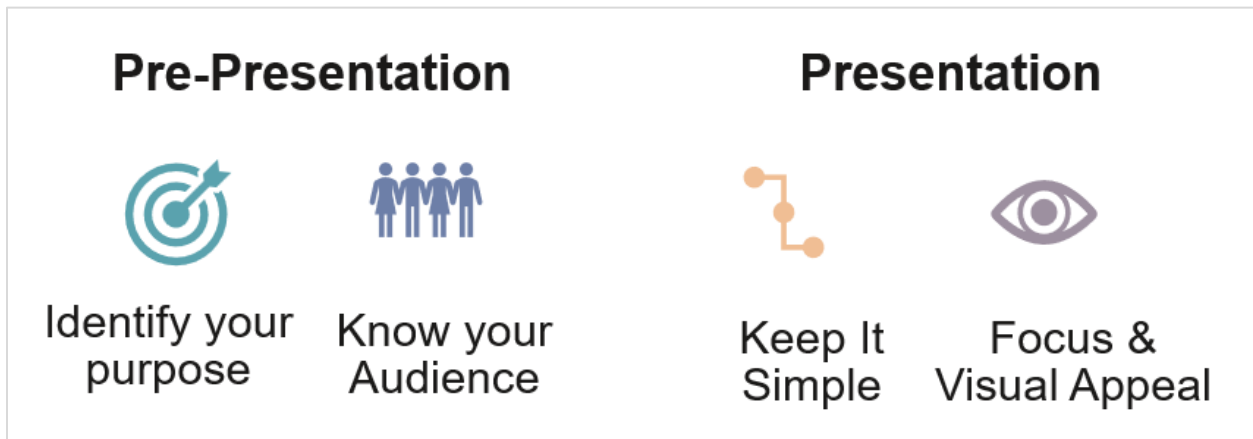 Pre-Presentation
Presentation
Identify your
purpose
Know your
Audience
Keep It
Simple
Focus &
Visual Appeal